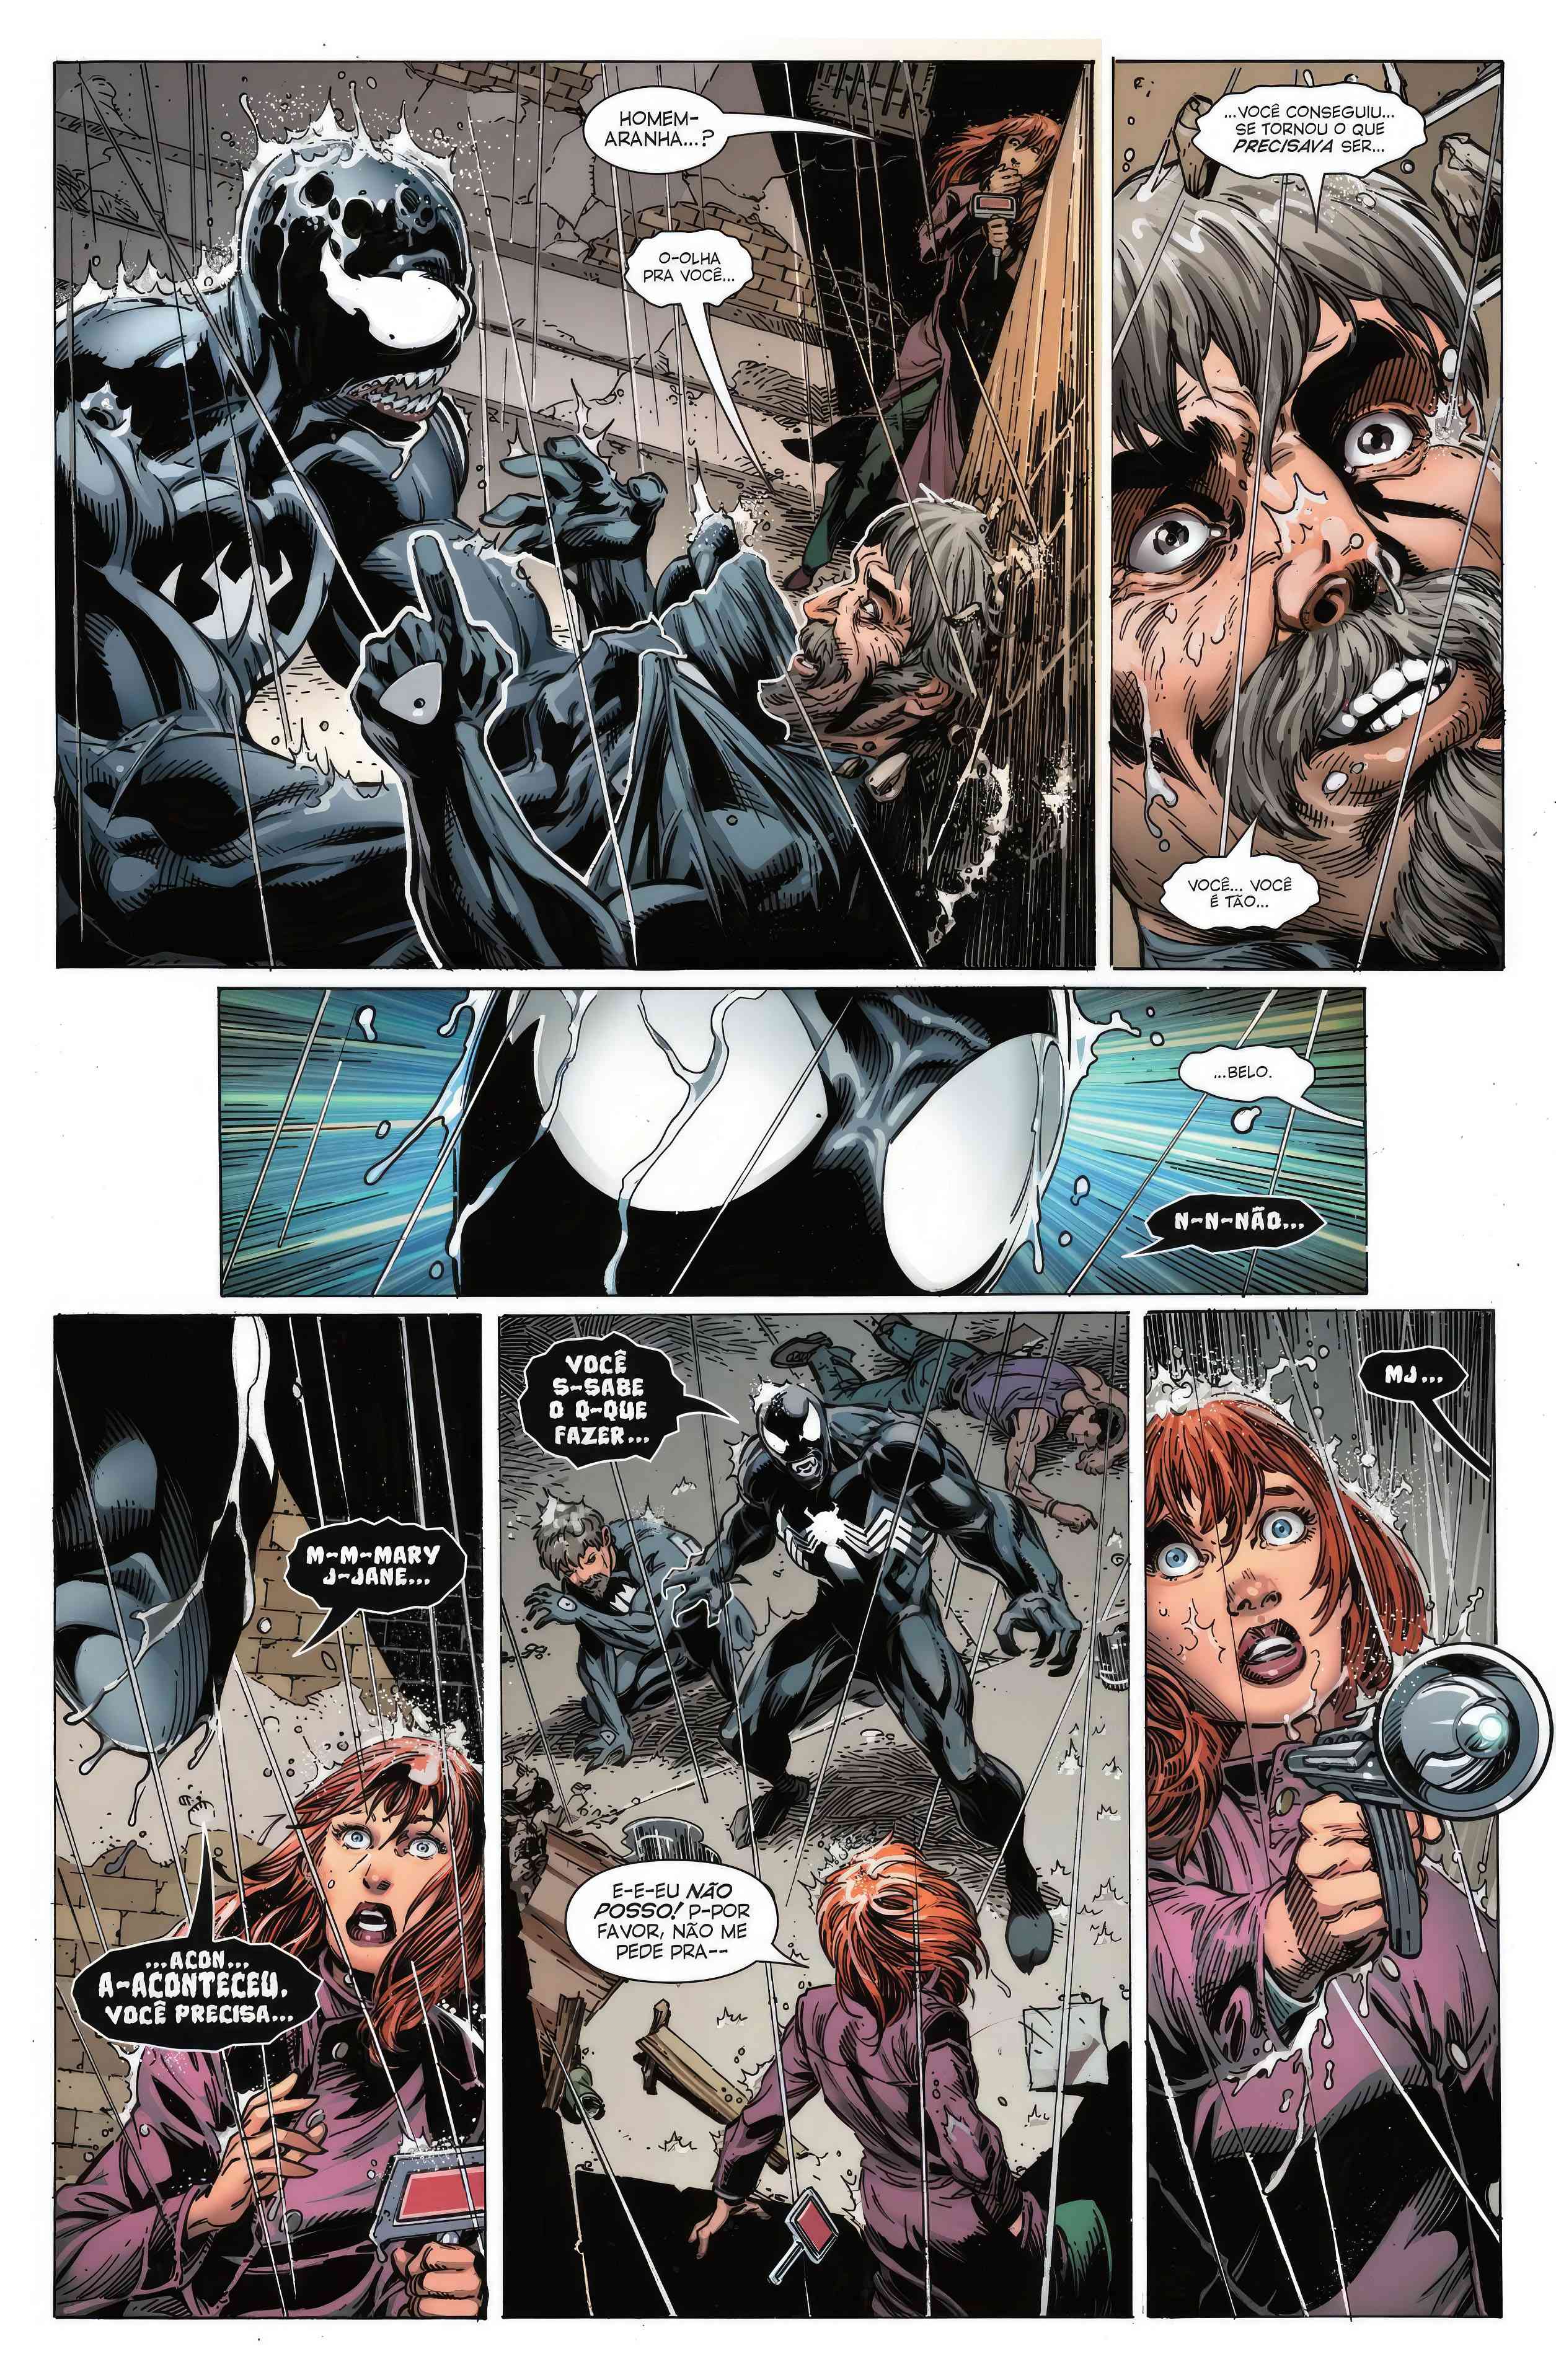 HOMEM-
ARANHA...?
O-OLHA
PRA VOCÊ...
...VOCÊ CONSEGUIU...
SE TORNOU O QUE
PRECISAVA SER...
VOCÊ... VOCÊ
É TÃO...
...BELO.
N-N-NÃO...
M-M-MARY
J-JANE...
...ACON...
A-ACONTECEU.
VOCÊ PRECISA...
VOCÊ
S-SABE
O Q-QUE
FAZER...
E-E-EU NÃO
POSSO! P-POR
FAVOR, NÃO ME
PEDE PRA--
MJ...